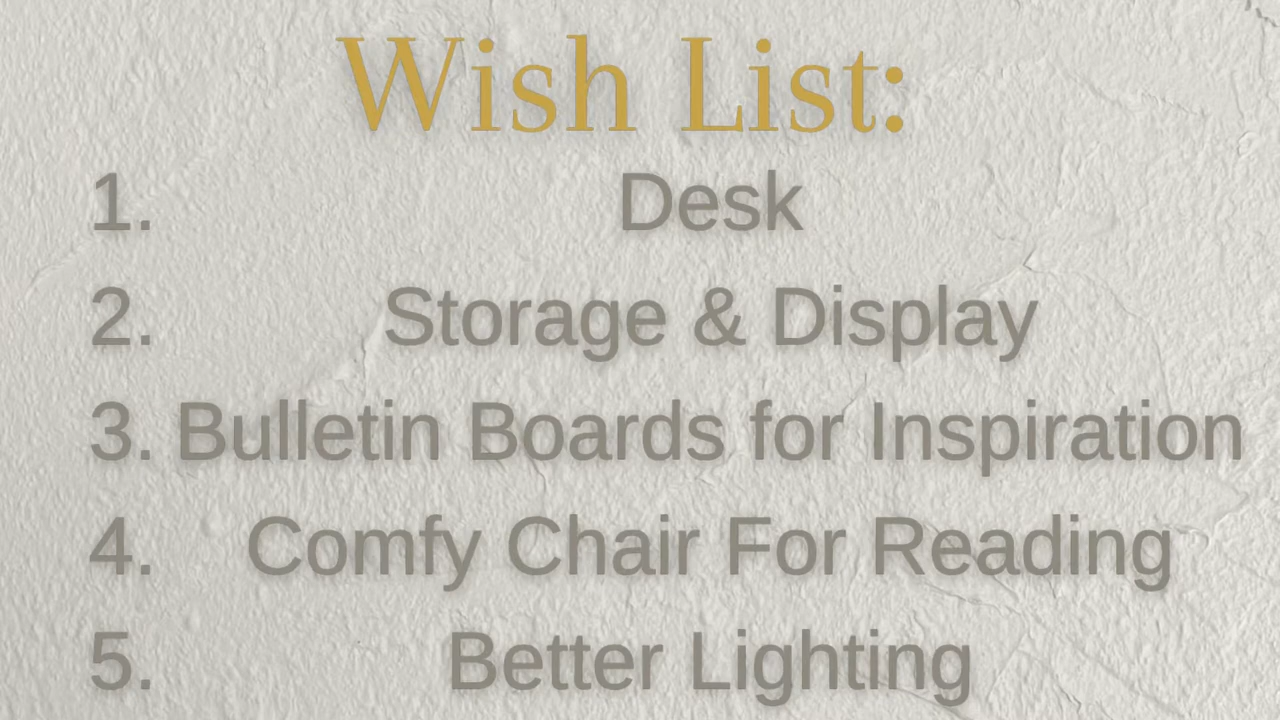 Wish List:
1. Desk
2. Storage & Display
3. Bulletin Boards for Inspiration
4. Comfy Chair For Reading
5. Better Lighting